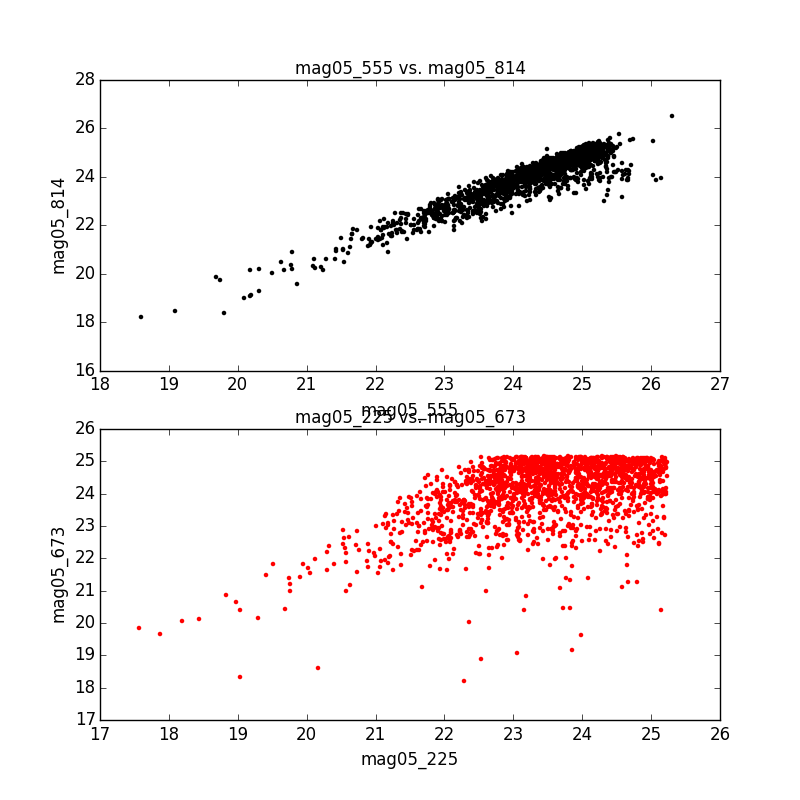 mag05_555 vs. mag05_814
28
26
24
22
20
18
16
mag05_814
18 19 20 21 22 23 24 25 26 27
mag05_555
mag05_225 vs. mag05_673
26
25
24
23
22
21
20
19
18
17
mag05_673
17 18 19 20 21 22 23 24 25 26
mag05_225